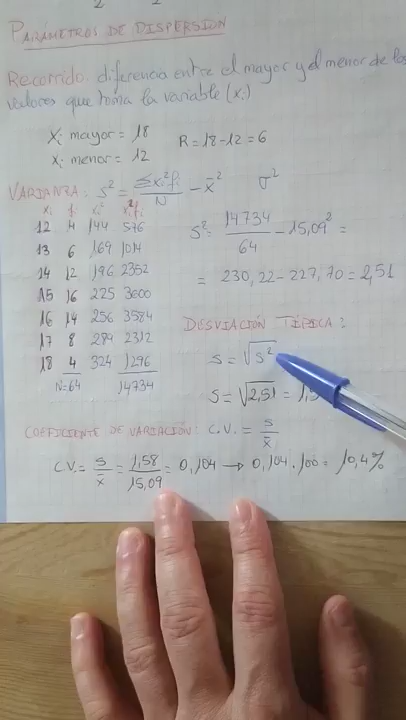 PARÁMETROS DE DISPERSIÓN
Recorrido: diferencia entre el mayor y el menor de los
valores que toma la variable (xi)
xi mayor = 18
xi menor = 12
R = 18-12 = 6
VARIANZA: s² = Σxi²fi / N - x̄² σ²
xi fi xi² xi²fi
12 4 144 576
13 6 169 1014
14 12 196 2352
15 16 225 3600
16 14 256 3584
17 8 289 2312
18 4 324 1296
N=64 14734
s² = 14734 / 64 - 15,09² =
= 230,22 - 227,70 = 2,51
DESVIACIÓN TÍPICA:
s = √s²
s = √2,51 = 1,5
COEFICIENTE DE VARIACIÓN: C.V. = s / x̄
C.V. = s / x̄ = 1,58 / 15,09 = 0,104 → 0,104 · 100 = 10,4%